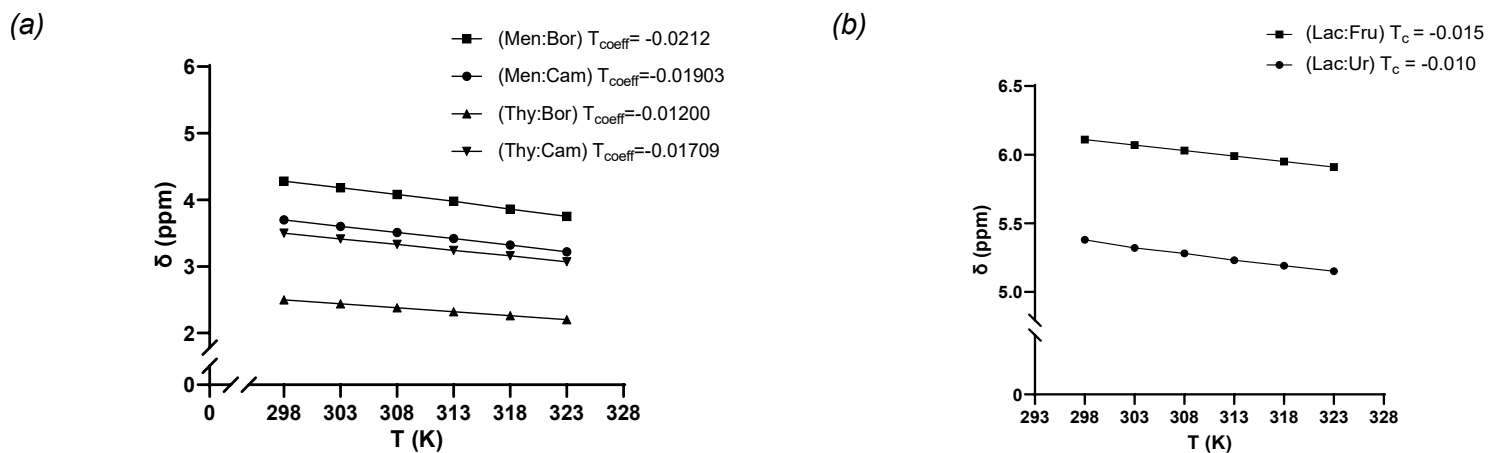 (a)
(Men:Bor) Tcoeff= -0.0212
(Men:Cam) Tcoeff=-0.01903
(Thy:Bor) Tcoeff=-0.01200
(Thy:Cam) Tcoeff=-0.01709
6
5
4
3
2
0
δ (ppm)
0 298 303 308 313 318 323 328
T (K)
(b)
(Lac:Fru) Tc = -0.015
(Lac:Ur) Tc = -0.010
6.5
6.0
5.5
5.0
0
δ (ppm)
293 298 303 308 313 318 323 328
T (K)